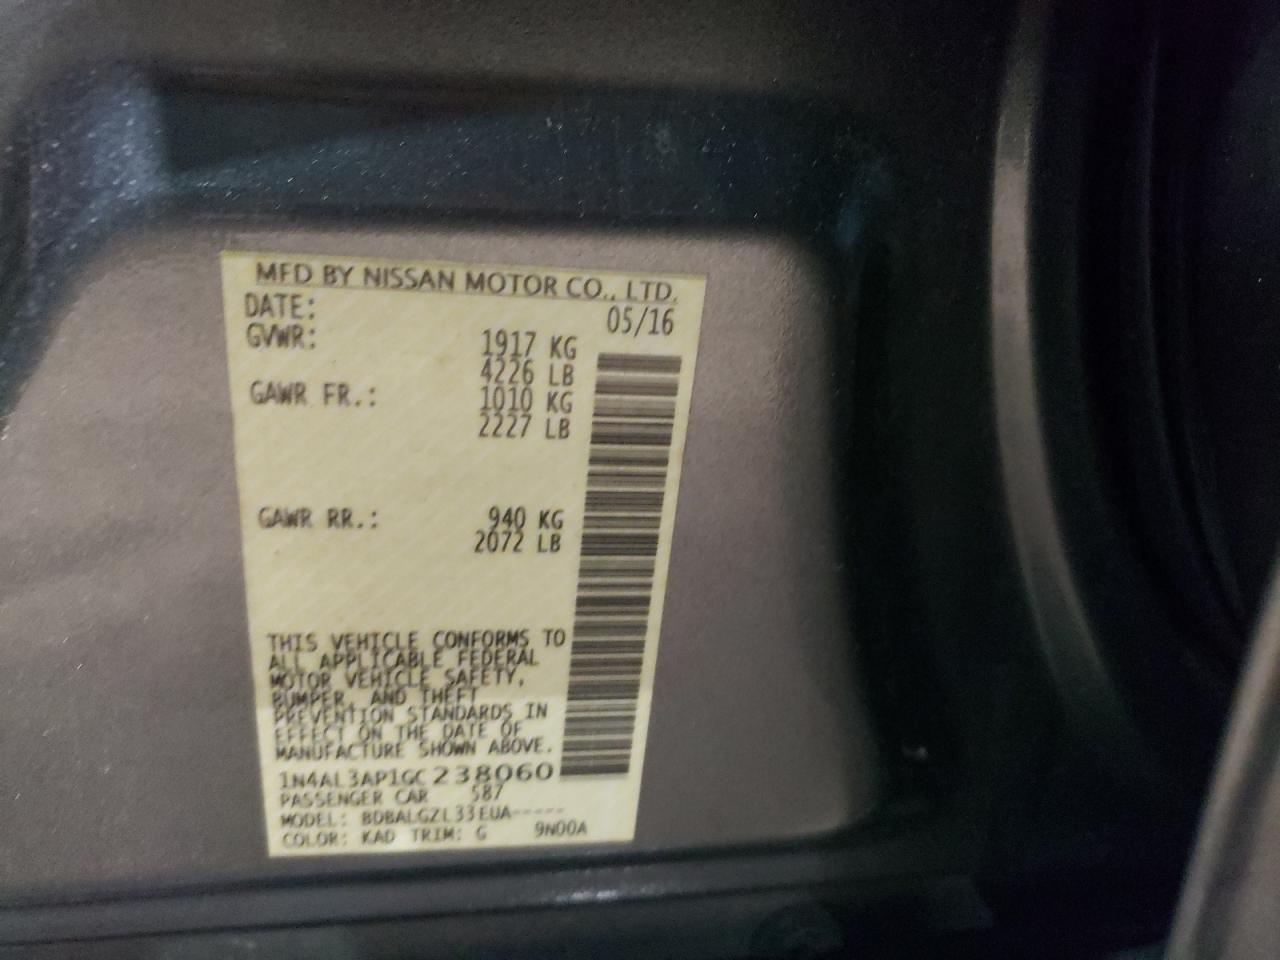 MFD BY NISSAN MOTOR CO., LTD.
DATE: 05/16
GVWR: 1917 KG
4226 LB
GAWR FR.: 1010 KG
2227 LB
GAWR RR.: 940 KG
2072 LB
THIS VEHICLE CONFORMS TO
ALL APPLICABLE FEDERAL
MOTOR VEHICLE SAFETY,
BUMPER, AND THEFT
PREVENTION STANDARDS IN
EFFECT ON THE DATE OF
MANUFACTURE SHOWN ABOVE.
1N4AL3AP1GC238060
PASSENGER CAR 587
MODEL: BDBALGZL33EUA-----
COLOR: KAD TRIM: G 9N00A